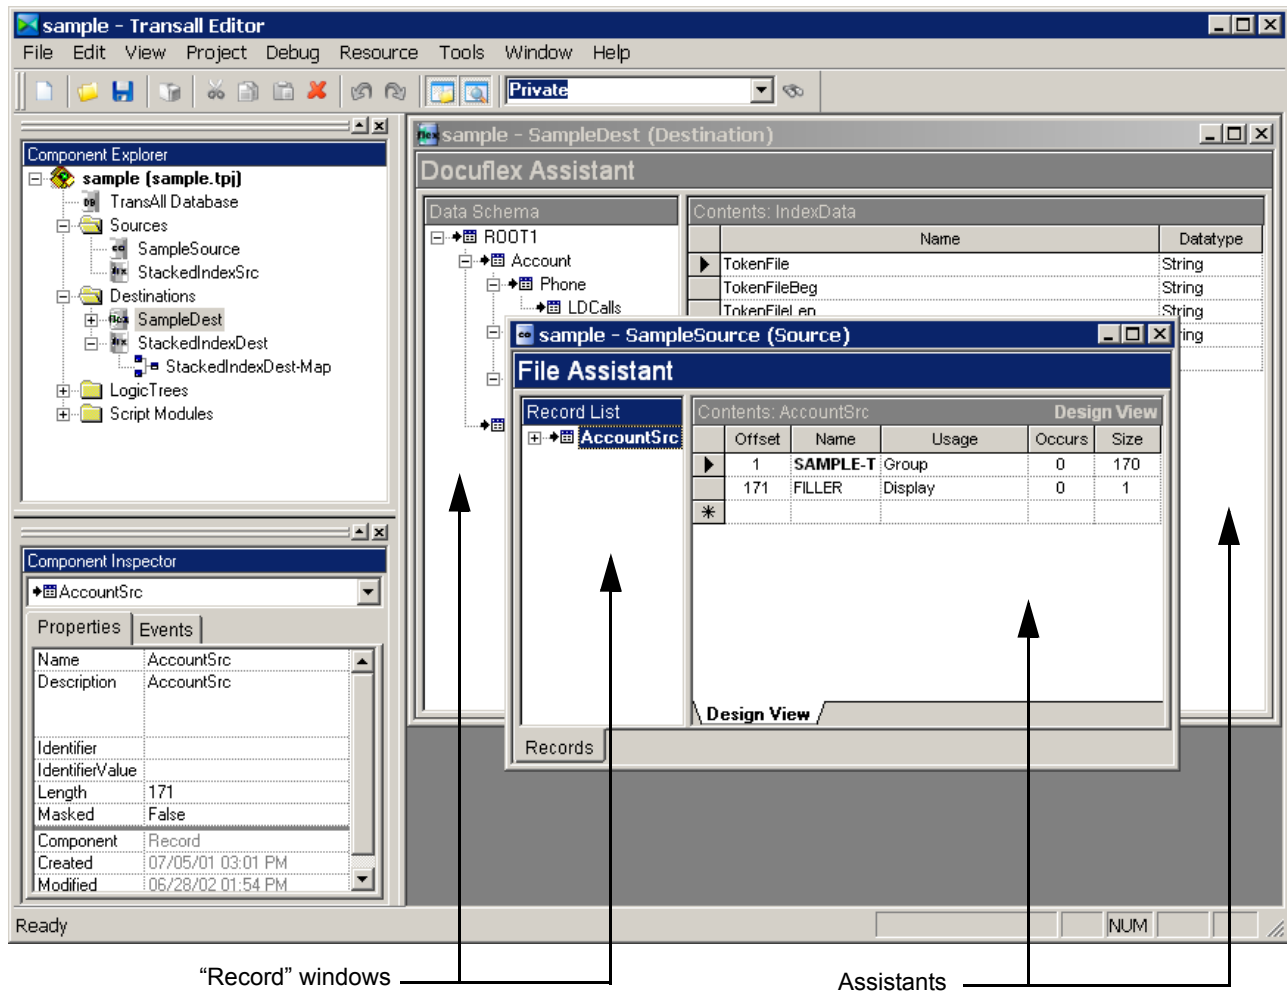 sample - Transall Editor
File Edit View Project Debug Resource Tools Window Help
Private
Component Explorer
sample (sample.tpj)
TransAll Database
Sources
SampleSource
StackedIndexSrc
Destinations
SampleDest
StackedIndexDest
StackedIndexDest-Map
LogicTrees
Script Modules
Component Inspector
AccountSrc
Properties Events
Name AccountSrc
Description AccountSrc
Identifier
IdentifierValue
Length 171
Masked False
Component Record
Created 07/05/01 03:01 PM
Modified 06/28/02 01:54 PM
sample - SampleDest (Destination)
Docuflex Assistant
Data Schema
ROOT1
Account
Phone
LDCalls
Contents: IndexData
Name Datatype
TokenFile String
TokenFileBeg String
TokenFileLen String
ring
sample - SampleSource (Source)
File Assistant
Record List
AccountSrc
Contents: AccountSrc Design View
Offset Name Usage Occurs Size
1 SAMPLE-T Group 0 170
171 FILLER Display 0 1
Design View
Records
Ready
NUM
“Record” windows
Assistants